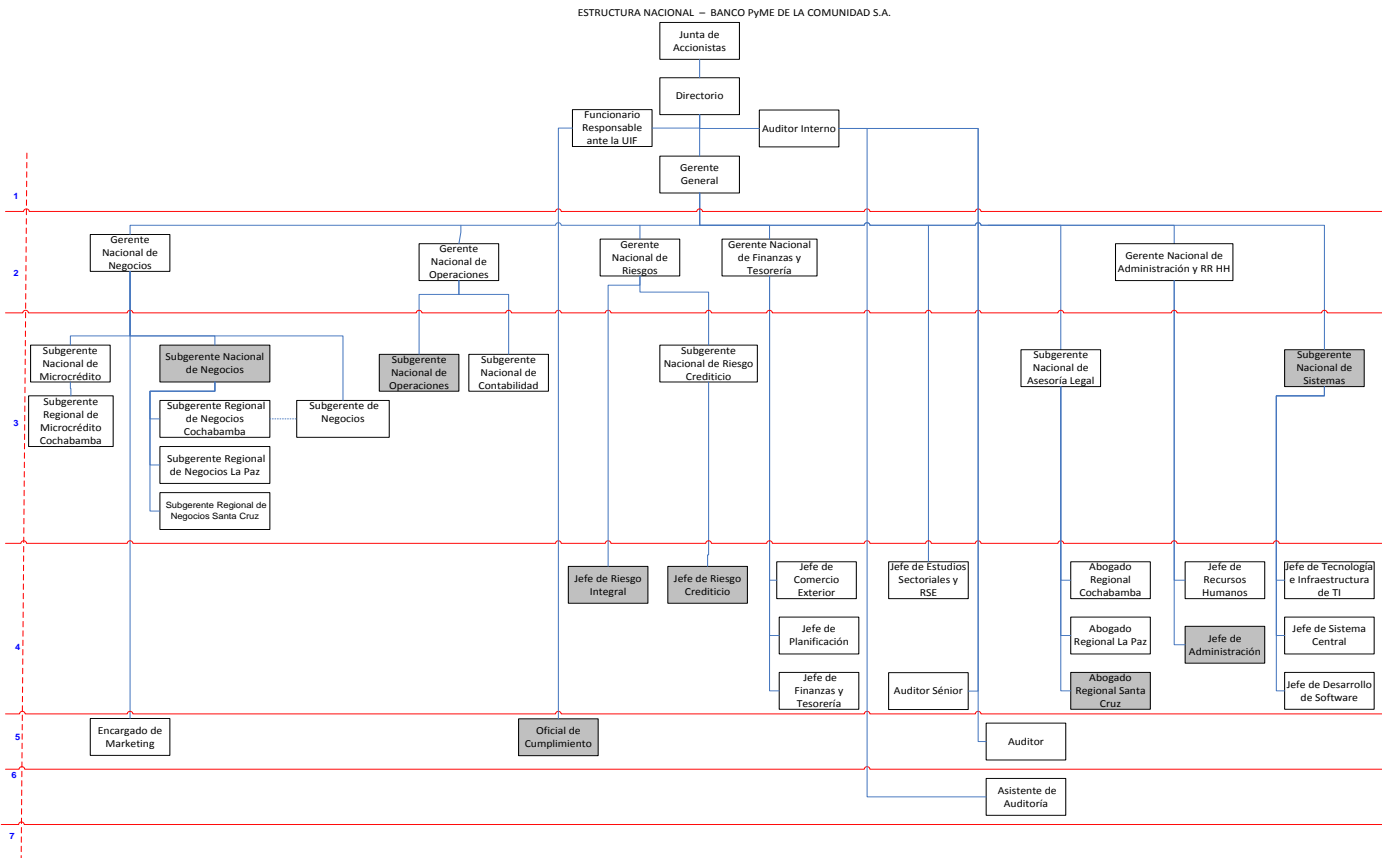 ESTRUCTURA NACIONAL – BANCO PyME DE LA COMUNIDAD S.A.
Junta de
Accionistas
Directorio
Funcionario
Responsable
ante la UIF
Auditor Interno
Gerente
General
1
Gerente
Nacional de
Negocios
Gerente
Nacional de
Operaciones
Gerente
Nacional de
Riesgos
Gerente Nacional
de Finanzas y
Tesorería
Gerente Nacional de
Administración y RR HH
2
Subgerente
Nacional de
Microcrédito
Subgerente Nacional
de Negocios
Subgerente
Nacional de
Operaciones
Subgerente
Nacional de
Contabilidad
Subgerente
Nacional de Riesgo
Crediticio
Subgerente
Nacional de
Asesoría Legal
Subgerente
Nacional de
Sistemas
Subgerente
Regional de
Microcrédito
Cochabamba
Subgerente Regional
de Negocios
Cochabamba
Subgerente de
Negocios
3
Subgerente Regional
de Negocios La Paz
Subgerente Regional de
Negocios Santa Cruz
Jefe de Riesgo
Integral
Jefe de Riesgo
Crediticio
Jefe de
Comercio
Exterior
Jefe de Estudios
Sectoriales y
RSE
Abogado
Regional
Cochabamba
Jefe de
Recursos
Humanos
Jefe de Tecnología
e Infraestructura
de TI
Jefe de
Planificación
Abogado
Regional La Paz
Jefe de
Administración
Jefe de Sistema
Central
4
Jefe de
Finanzas y
Tesorería
Auditor Sénior
Abogado
Regional Santa
Cruz
Jefe de Desarrollo
de Software
5
Encargado de
Marketing
Oficial de
Cumplimiento
Auditor
6
Asistente de
Auditoría
7